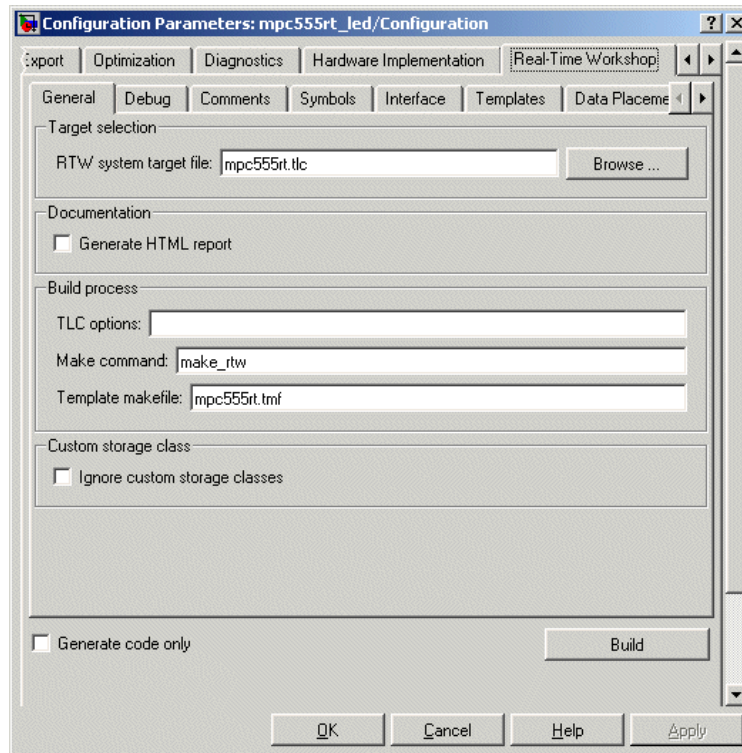 Configuration Parameters: mpc555rt_led/Configuration
Export Optimization Diagnostics Hardware Implementation Real-Time Workshop
General Debug Comments Symbols Interface Templates Data Placeme
Target selection
RTW system target file: mpc555rt.tlc Browse ...
Documentation
Generate HTML report
Build process
TLC options:
Make command: make_rtw
Template makefile: mpc555rt.tmf
Custom storage class
Ignore custom storage classes
Generate code only Build
OK Cancel Help Apply